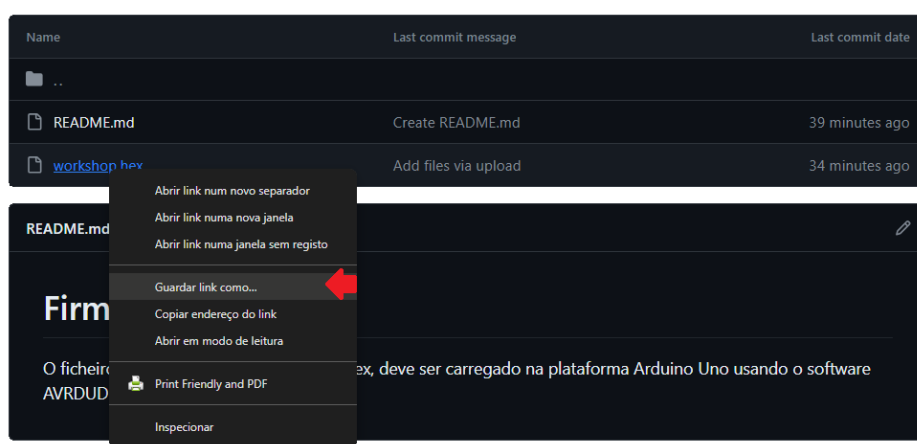 Name Last commit message Last commit date
..
README.md Create README.md 39 minutes ago
workshop.hex Add files via upload 34 minutes ago
Abrir link num novo separador
Abrir link numa nova janela
README.md
Abrir link numa janela sem registo
Guardar link como...
Firm
Copiar endereço do link
Abrir em modo de leitura
O ficheiro ex, deve ser carregado na plataforma Arduino Uno usando o software
Print Friendly and PDF
AVRDUD
Inspecionar